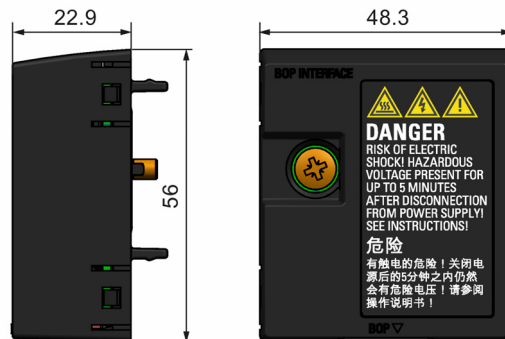 22.9
48.3
56
BOP INTERFACE
DANGER
RISK OF ELECTRIC
SHOCK! HAZARDOUS
VOLTAGE PRESENT FOR
UP TO 5 MINUTES
AFTER DISCONNECTION
FROM POWER SUPPLY!
SEE INSTRUCTIONS!
危险
有触电的危险！关闭电
源后的5分钟之内仍然
会有危险电压！请参阅
操作说明书！
BOP ▽